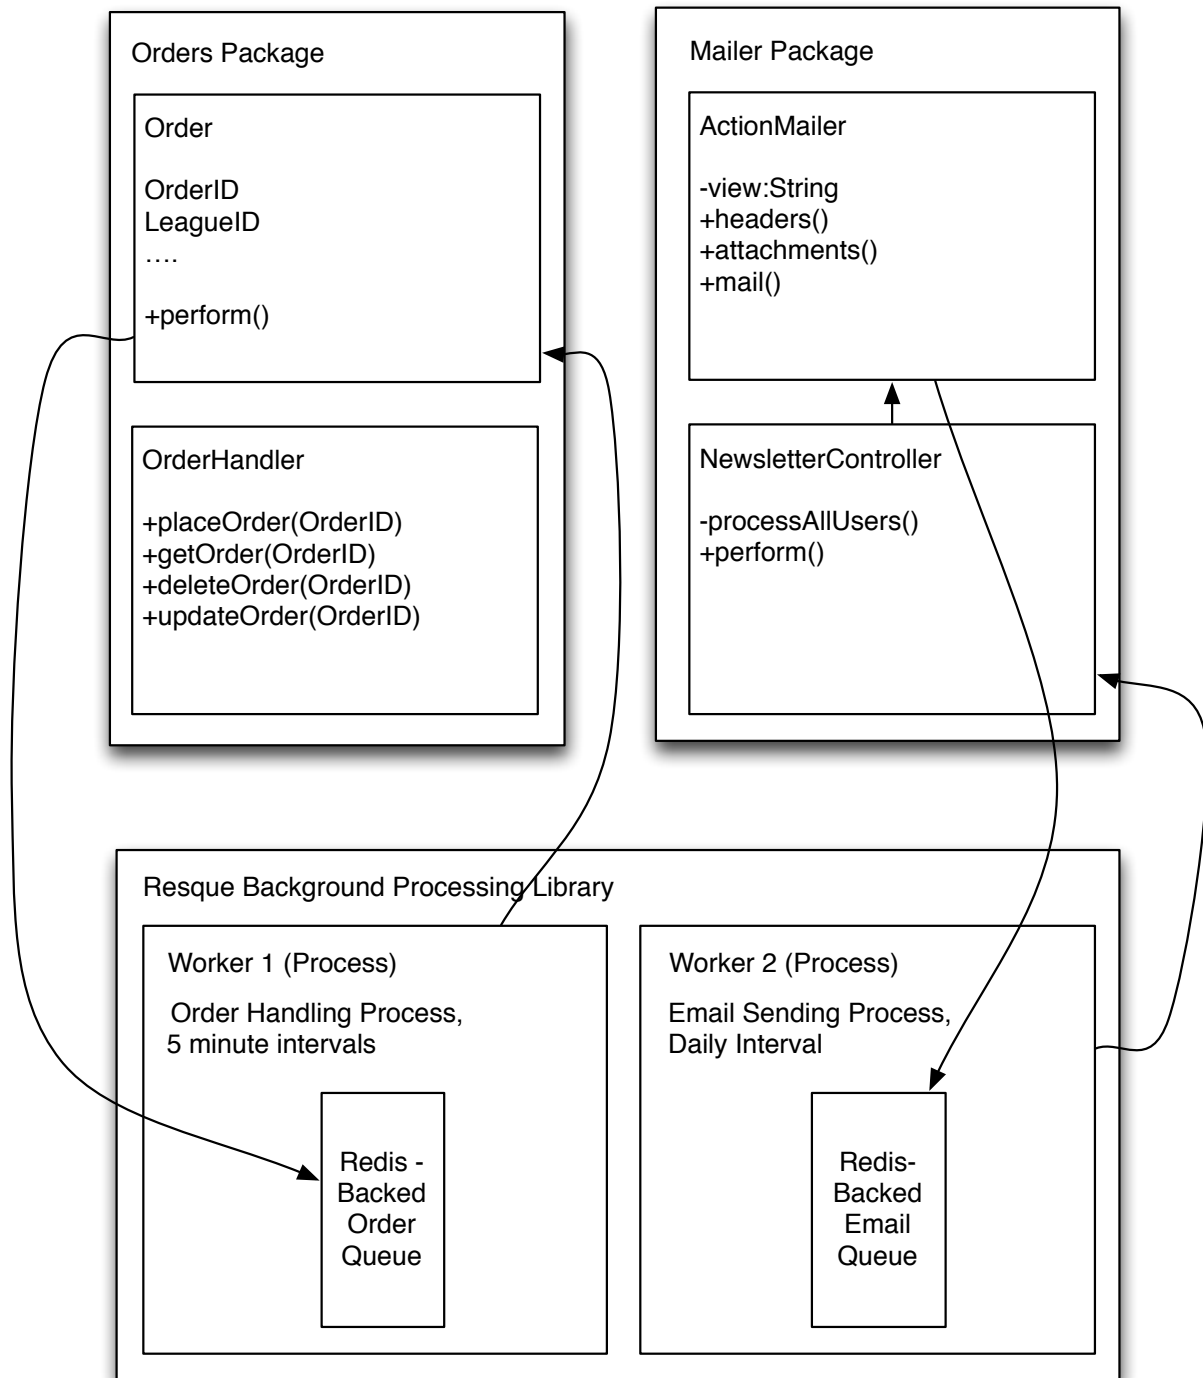 Orders Package
Order
OrderID
LeagueID
....
+perform()
OrderHandler
+placeOrder(OrderID)
+getOrder(OrderID)
+deleteOrder(OrderID)
+updateOrder(OrderID)
Mailer Package
ActionMailer
-view:String
+headers()
+attachments()
+mail()
NewsletterController
-processAllUsers()
+perform()
Resque Background Processing Library
Worker 1 (Process)
Order Handling Process,
5 minute intervals
Redis -
Backed
Order
Queue
Worker 2 (Process)
Email Sending Process,
Daily Interval
Redis-
Backed
Email
Queue